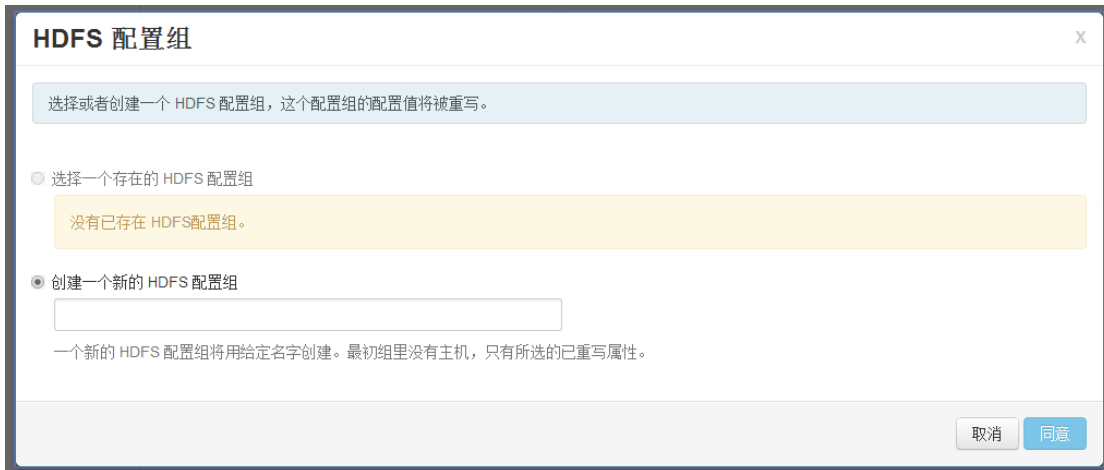 HDFS 配置组
x
选择或者创建一个 HDFS 配置组，这个配置组的配置值将被重写。
选择一个存在的 HDFS 配置组
没有已存在 HDFS配置组。
创建一个新的 HDFS 配置组
一个新的 HDFS 配置组将用给定名字创建。最初组里没有主机，只有所选的已重写属性。
取消 同意